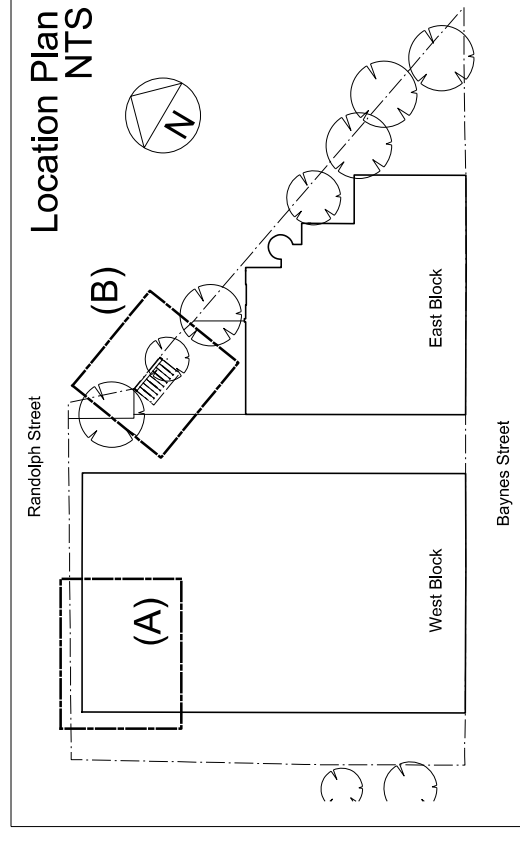 Location Plan
NTS
N
(B)
Randolph Street
East Block
Baynes Street
(A)
West Block